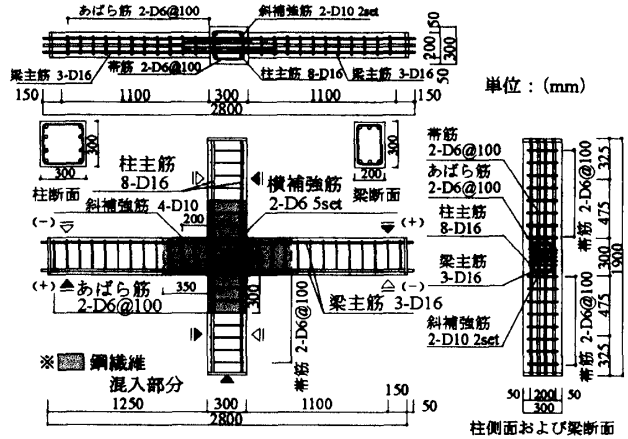 あばら筋 2-D6@100
斜補強筋 2-D10 2set
梁主筋 3-D16
帯筋 2-D6@100
柱主筋 8-D16
梁主筋 3-D16
50
200
50
300
150
1100
300
1100
150
2800
単位：(mm)
300
300
柱断面
柱主筋
8-D16
斜補強筋 4-D10
200
横補強筋
2-D6 5set
300
200
梁断面
(−)
(+)
(+)
(−)
あばら筋
2-D6@100
350
300
帯筋 2-D6@100
梁主筋 3-D16
※ 鋼繊維
混入部分
1250
300
1100
150
50
2800
帯筋
2-D6@100
あばら筋
2-D6@100
柱主筋
8-D16
梁主筋
3-D16
斜補強筋
2-D10 2set
帯筋 2-D6@100
帯筋 2-D6@100
325
475
300
475
325
1900
50
200
50
300
柱側面および梁断面